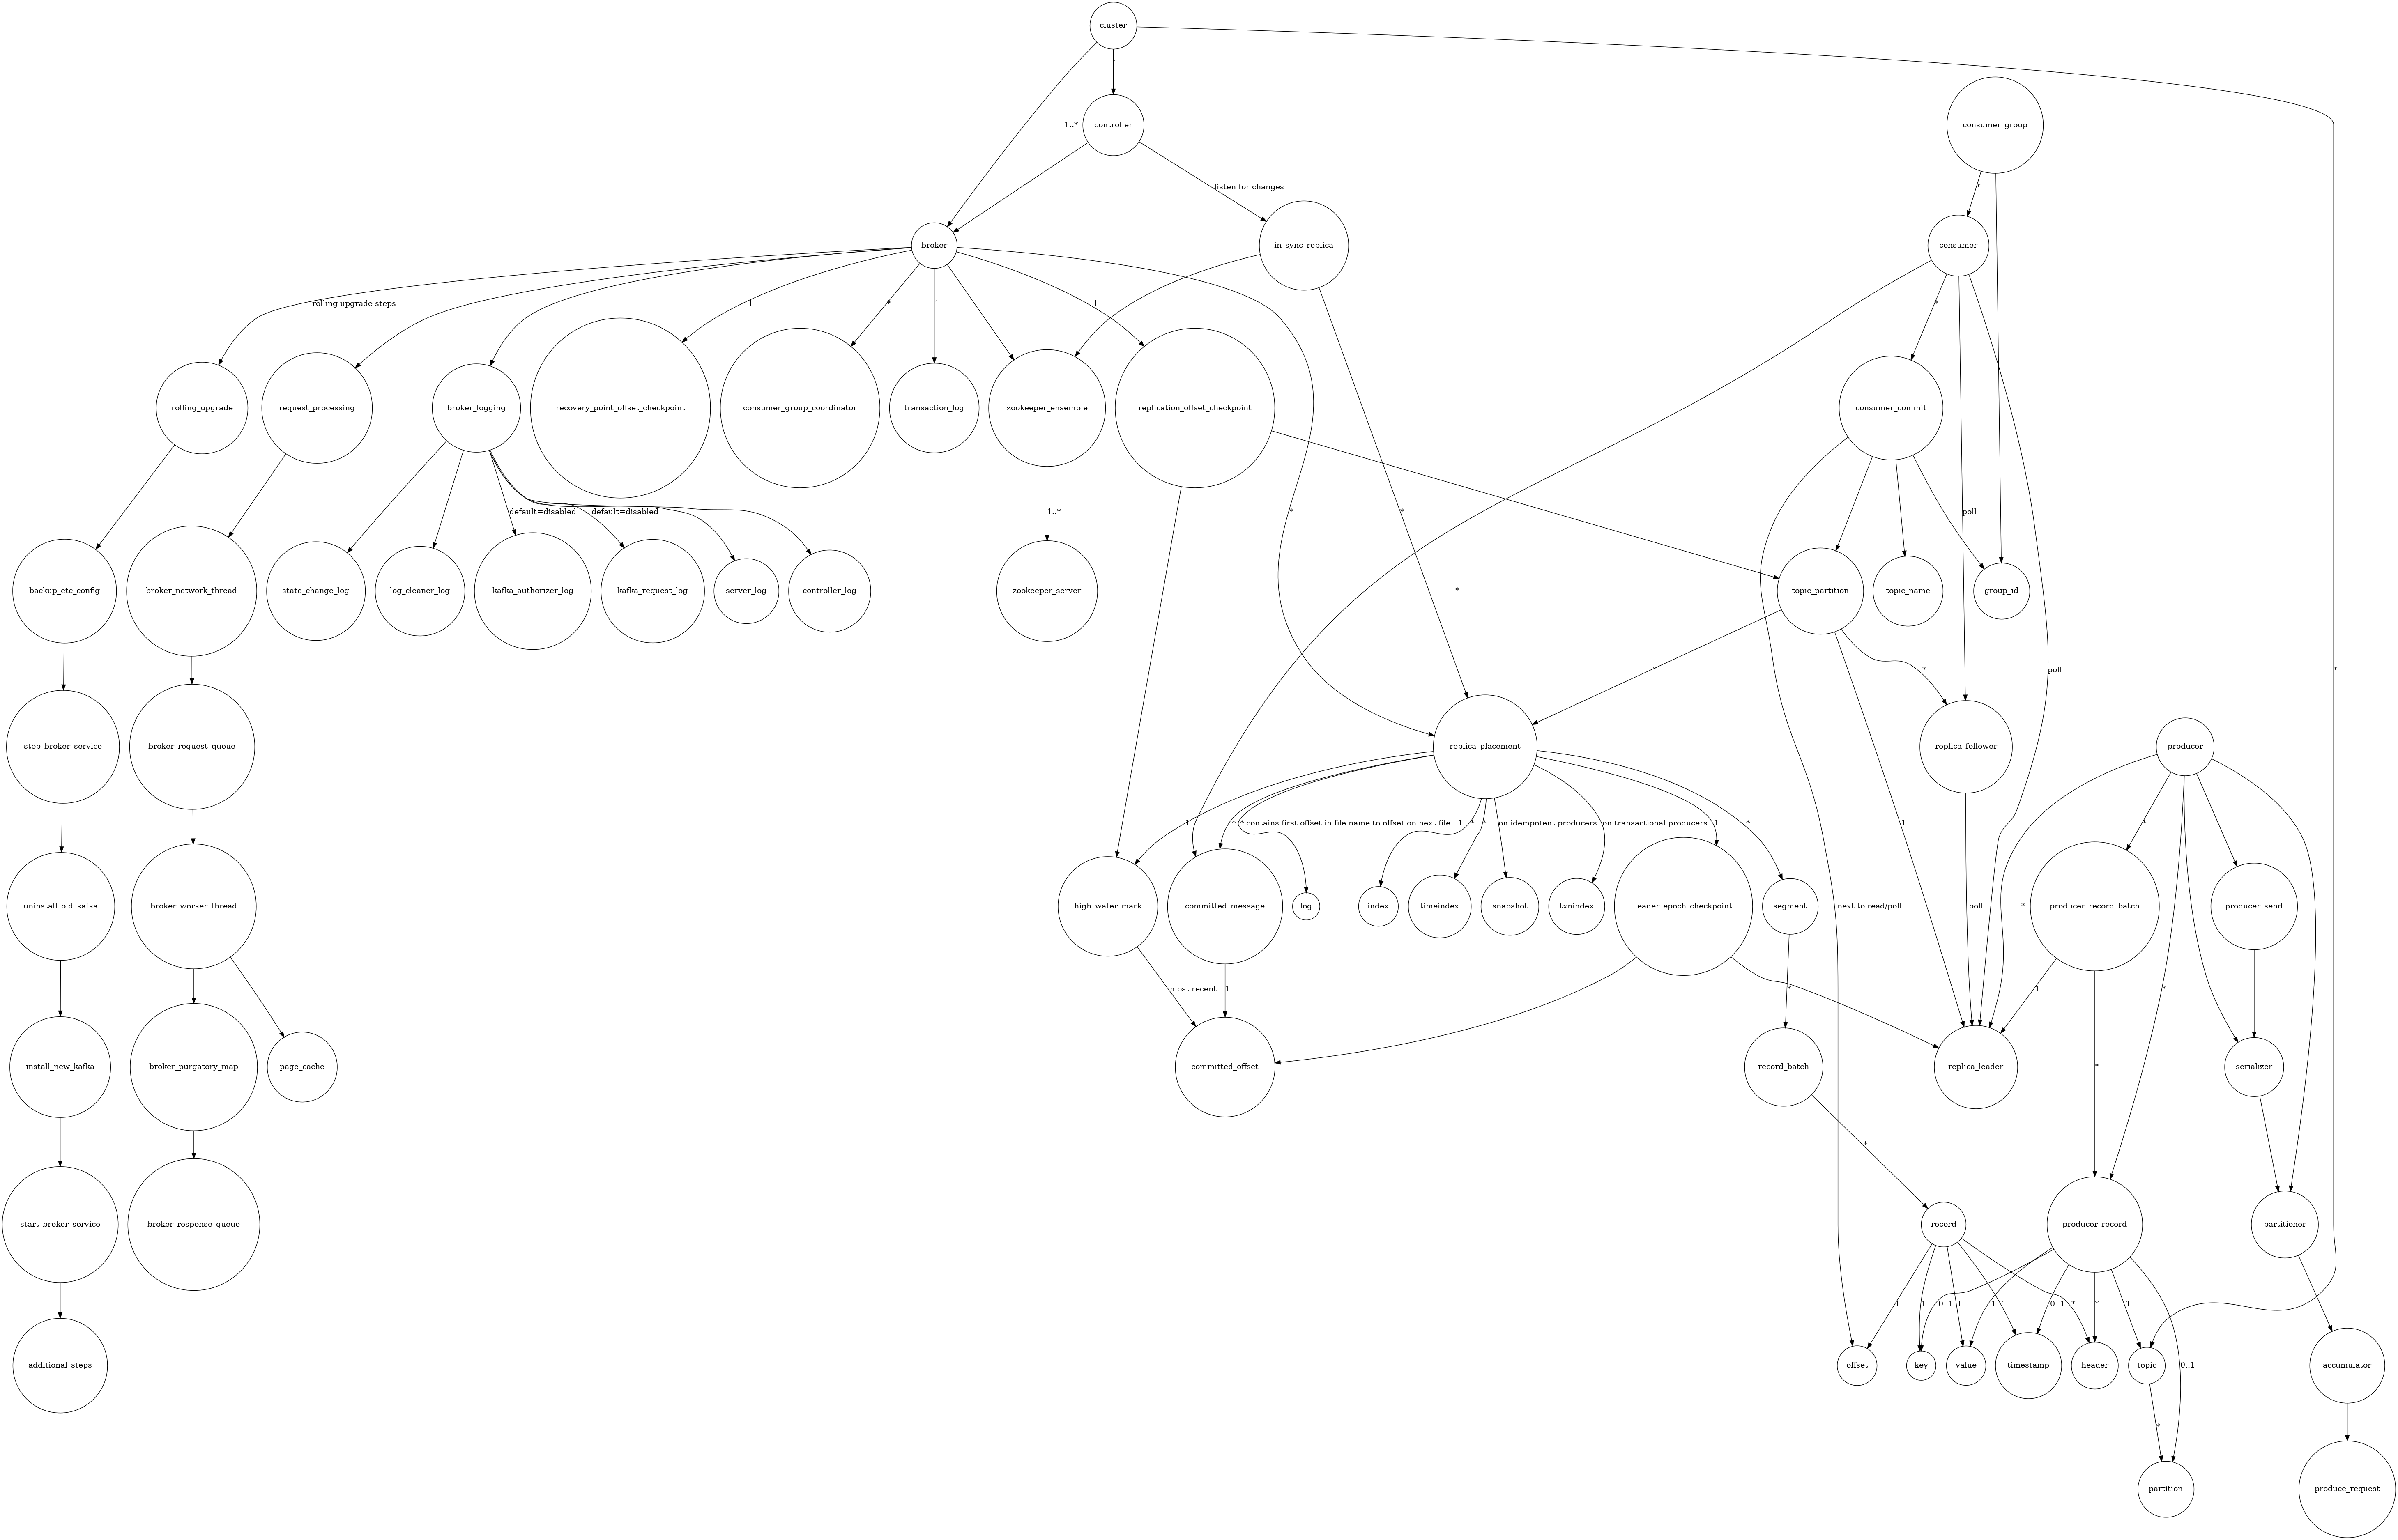 cluster
1
controller
consumer_group
1..*
1
listen for changes
*
broker
in_sync_replica
consumer
rolling upgrade steps
1
*
1
1
*
rolling_upgrade
request_processing
broker_logging
recovery_point_offset_checkpoint
consumer_group_coordinator
transaction_log
zookeeper_ensemble
replication_offset_checkpoint
consumer_commit
default=disabled
default=disabled
1..*
*
*
poll
backup_etc_config
broker_network_thread
state_change_log
log_cleaner_log
kafka_authorizer_log
kafka_request_log
server_log
controller_log
zookeeper_server
*
topic_partition
topic_name
group_id
*
*
poll
*
stop_broker_service
broker_request_queue
replica_placement
replica_follower
producer
1
*
* contains first offset in file name to offset on next file - 1
*
*
on idempotent producers
on transactional producers
1
*
1
*
uninstall_old_kafka
broker_worker_thread
high_water_mark
committed_message
log
index
timeindex
snapshot
txnindex
leader_epoch_checkpoint
segment
next to read/poll
poll
*
producer_record_batch
producer_send
most recent
1
*
1
*
install_new_kafka
broker_purgatory_map
page_cache
committed_offset
record_batch
replica_leader
*
serializer
*
start_broker_service
broker_response_queue
record
producer_record
partitioner
1
1
0..1
1
1
1
0..1
*
*
1
additional_steps
offset
key
value
timestamp
header
topic
0..1
accumulator
*
partition
produce_request